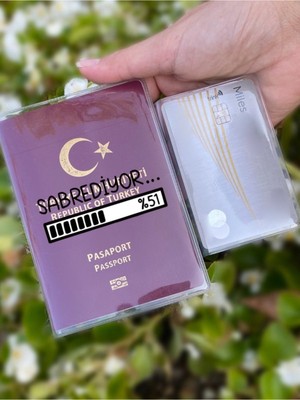 SABREDİYOR...
REPUBLIC OF TURKEY
%51
PASAPORT
PASSPORT
Miles